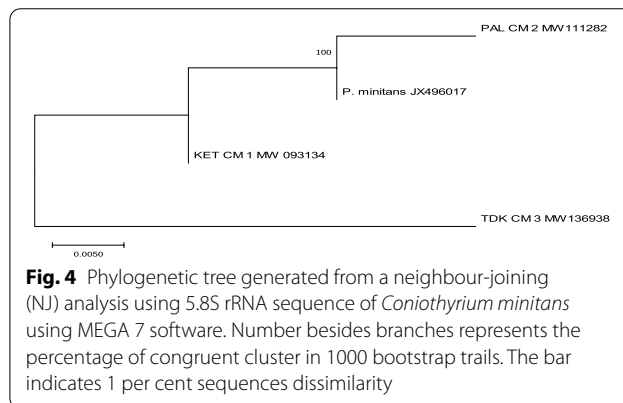 PAL CM 2 MW111282
100
P. minitans JX496017
KET CM 1 MW 093134
TDK CM 3 MW136938
0.0050
Fig. 4 Phylogenetic tree generated from a neighbour-joining
(NJ) analysis using 5.8S rRNA sequence of Coniothyrium minitans
using MEGA 7 software. Number besides branches represents the
percentage of congruent cluster in 1000 bootstrap trails. The bar
indicates 1 per cent sequences dissimilarity